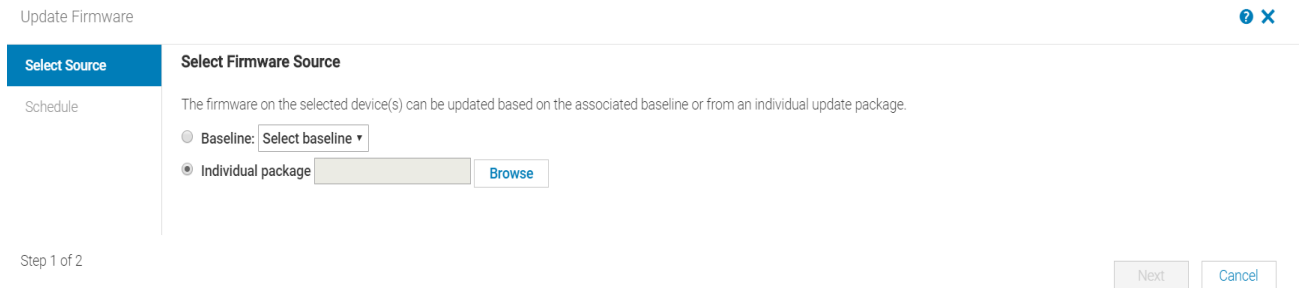 Update Firmware
Select Source
Select Firmware Source
Schedule
The firmware on the selected device(s) can be updated based on the associated baseline or from an individual update package.
Baseline: Select baseline
Individual package Browse
Step 1 of 2
Next Cancel